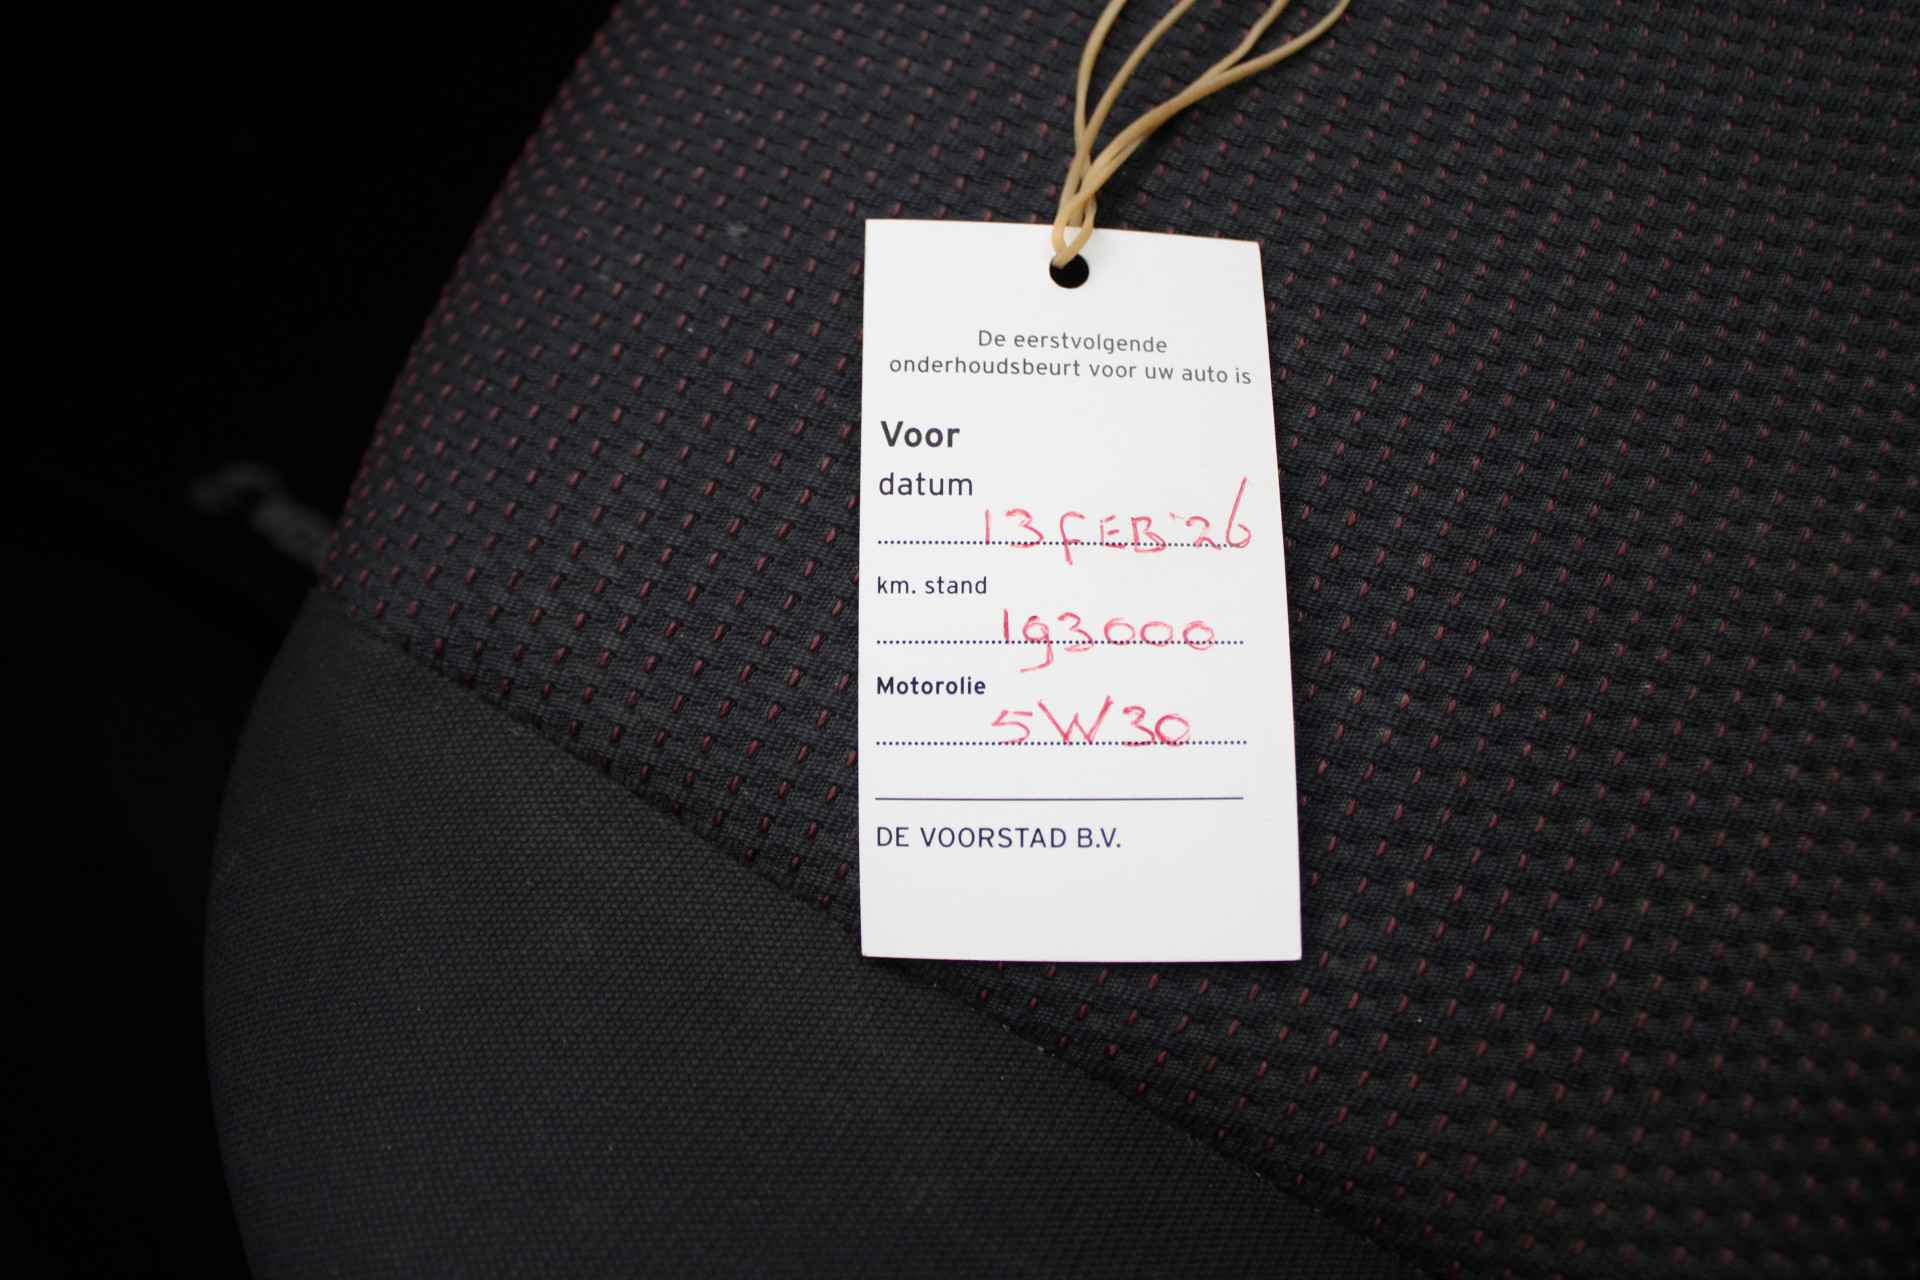 De eerstvolgende
onderhoudsbeurt voor uw auto is
Voor
datum
13 FEB '26
km. stand
193000
Motorolie
5W30
DE VOORSTAD B.V.